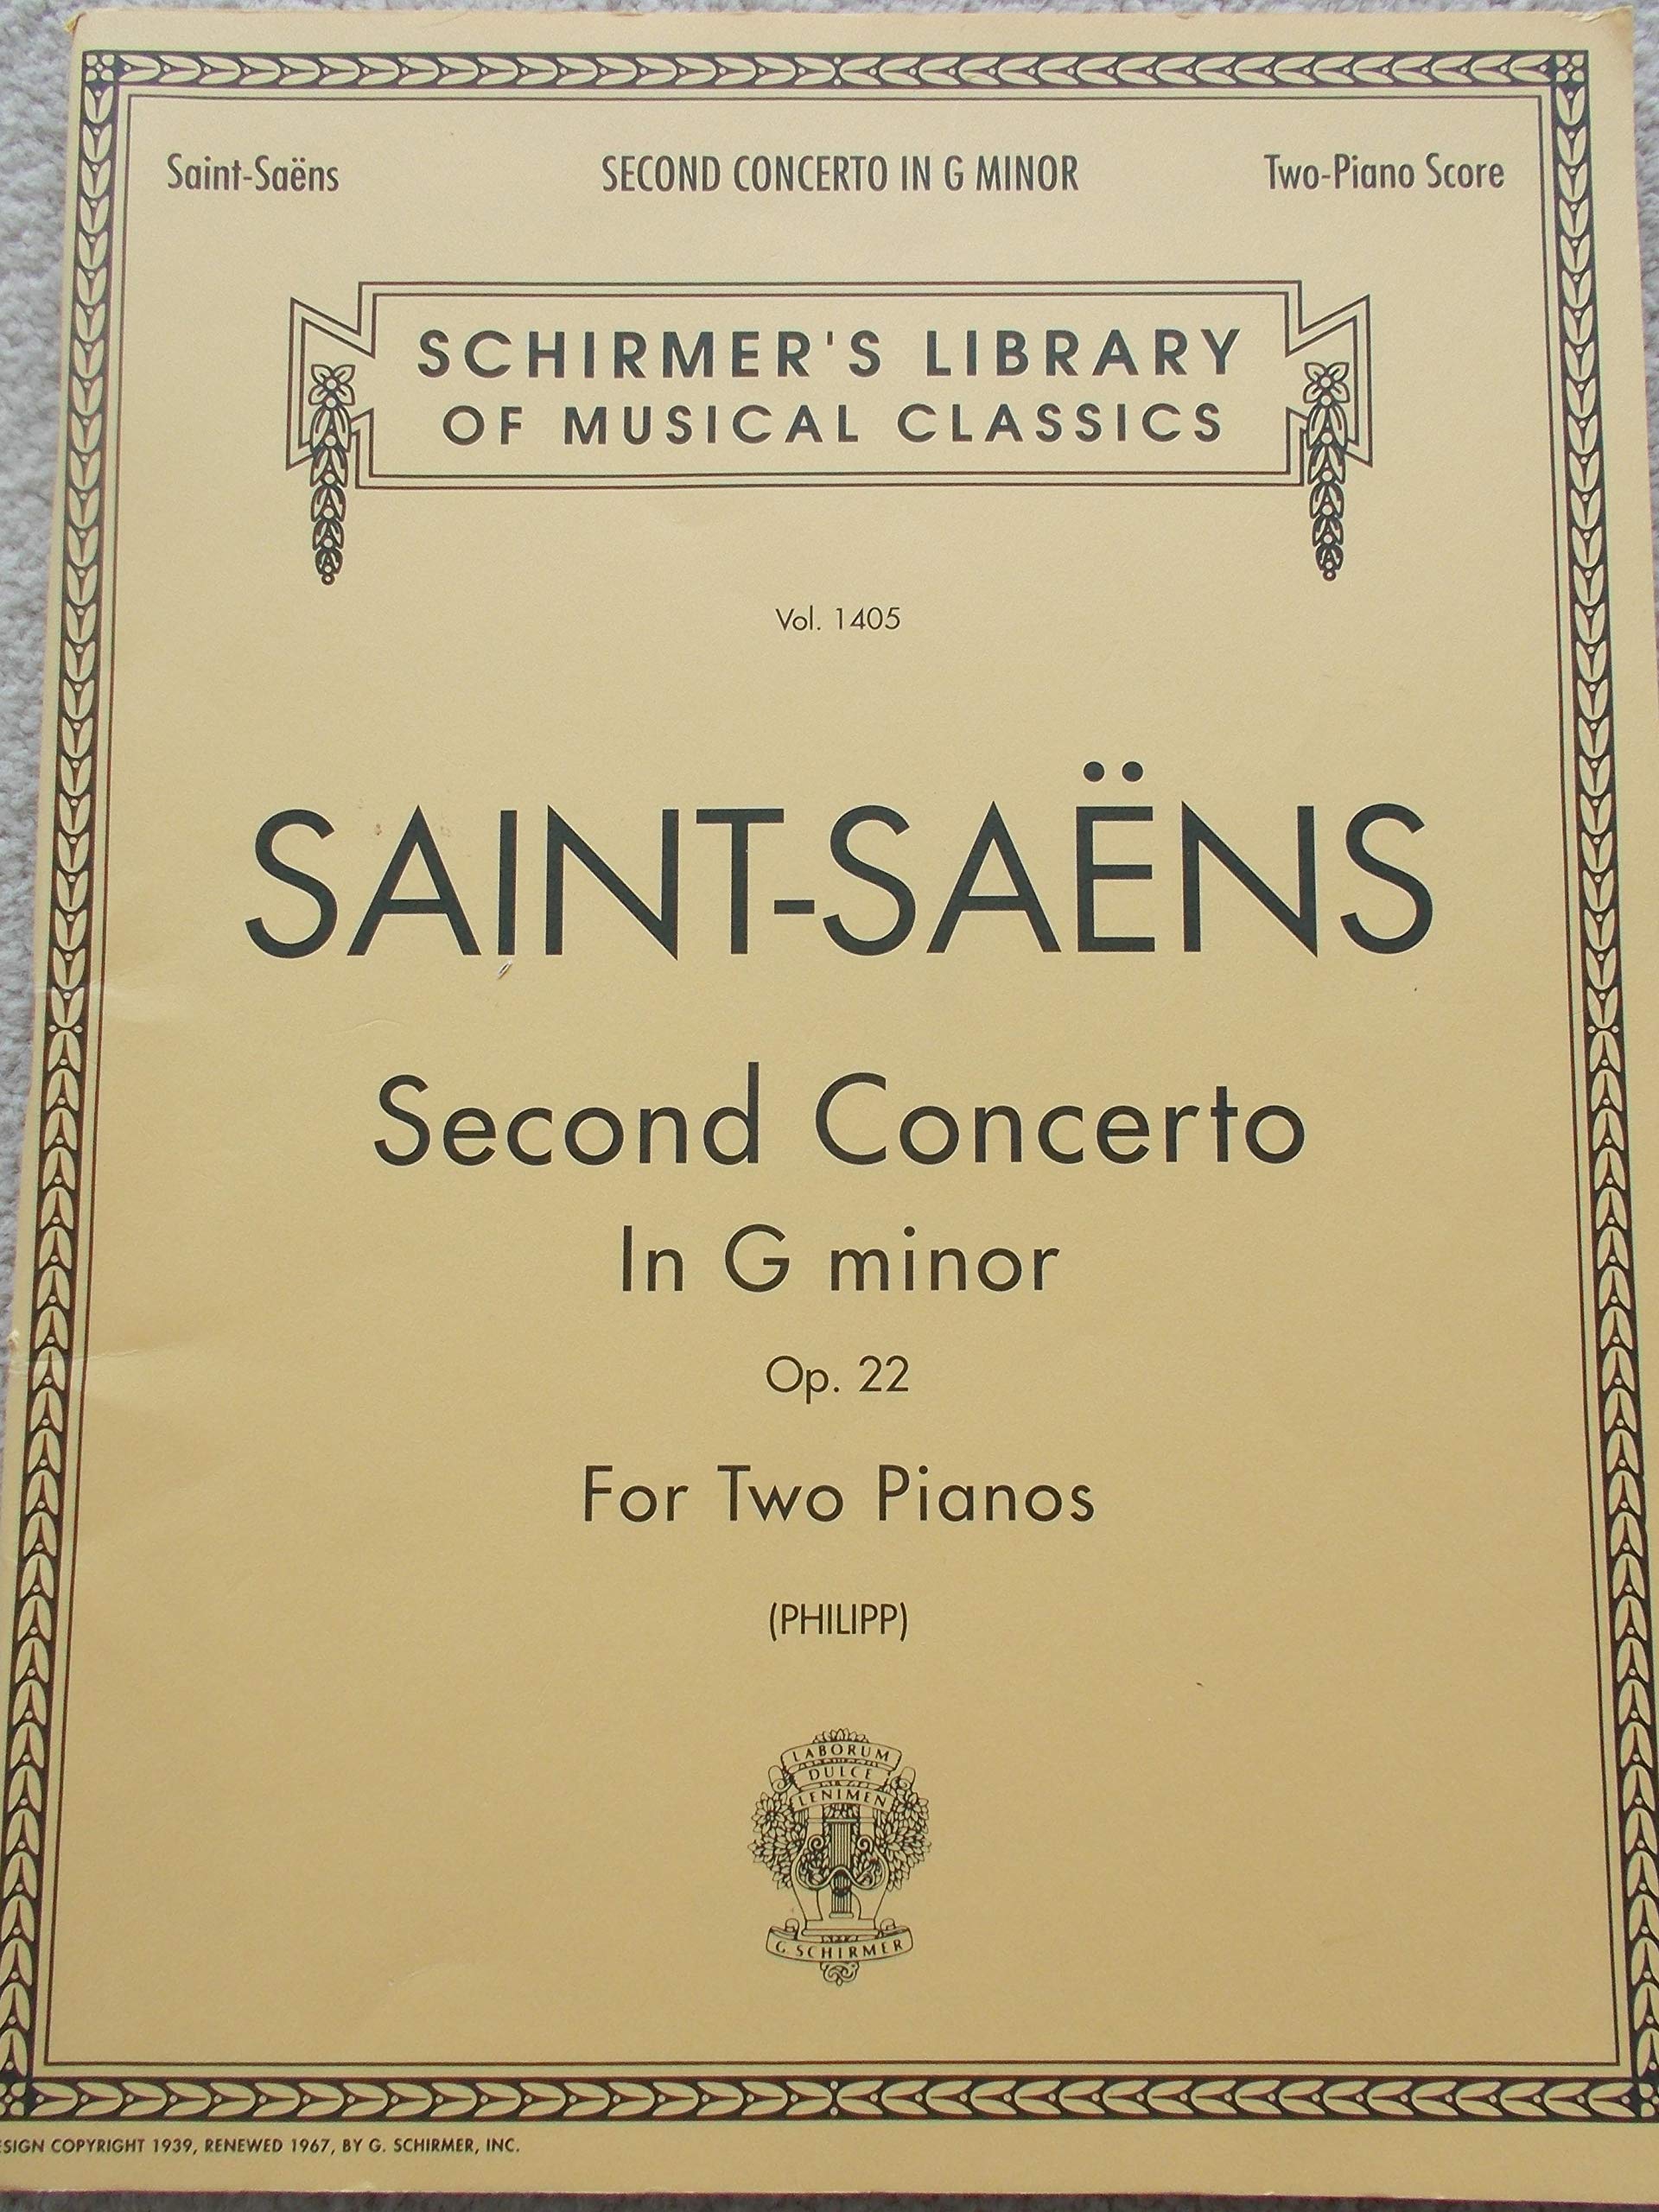 Saint-Saëns SECOND CONCERTO IN G MINOR Two-Piano Score
SCHIRMER'S LIBRARY
OF MUSICAL CLASSICS
Vol. 1405
SAINT-SAËNS
Second Concerto
In G minor
Op. 22
For Two Pianos
(PHILIPP)
LABORUM
DULCE
LENIMEN
G. SCHIRMER
ESIGN COPYRIGHT 1939, RENEWED 1967, BY G. SCHIRMER, INC.